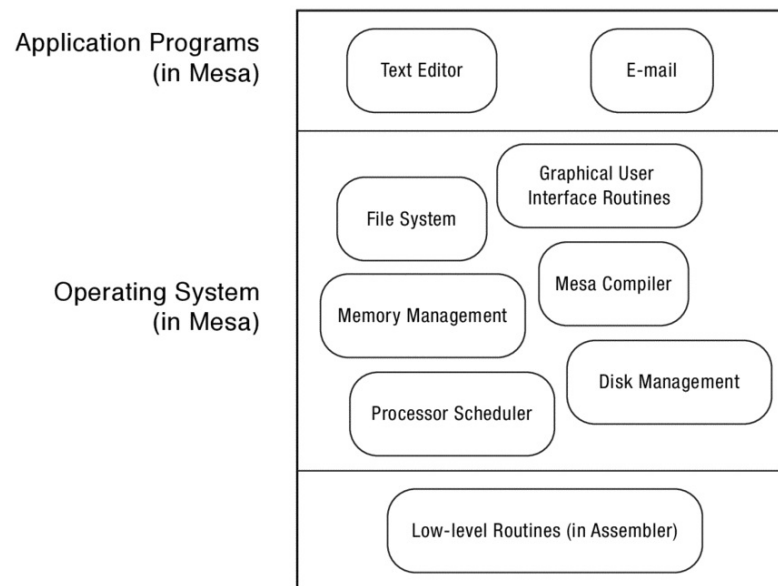 Application Programs
(in Mesa)
Text Editor
E-mail
Graphical User
Interface Routines
File System
Mesa Compiler
Operating System
(in Mesa)
Memory Management
Disk Management
Processor Scheduler
Low-level Routines (in Assembler)